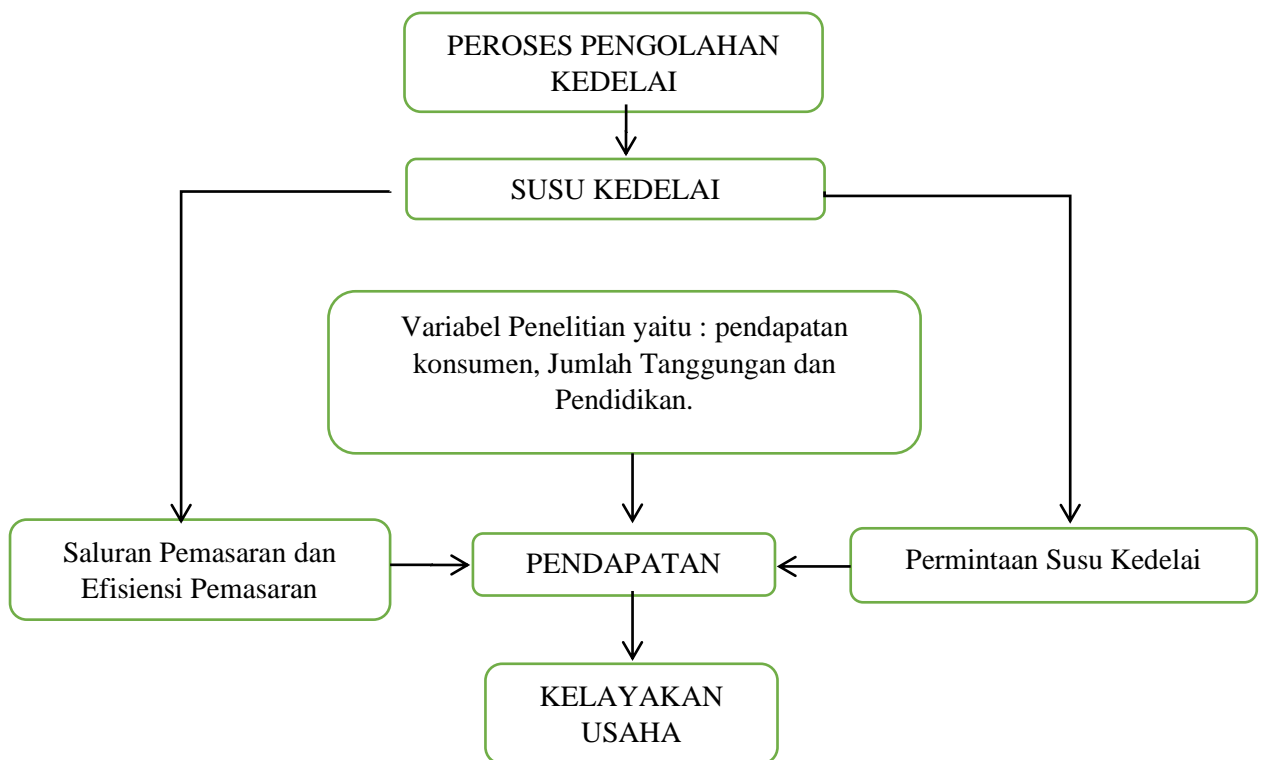 PEROSES PENGOLAHAN
KEDELAI
SUSU KEDELAI
Variabel Penelitian yaitu : pendapatan
konsumen, Jumlah Tanggungan dan
Pendidikan.
Saluran Pemasaran dan
Efisiensi Pemasaran
PENDAPATAN
Permintaan Susu Kedelai
KELAYAKAN
USAHA